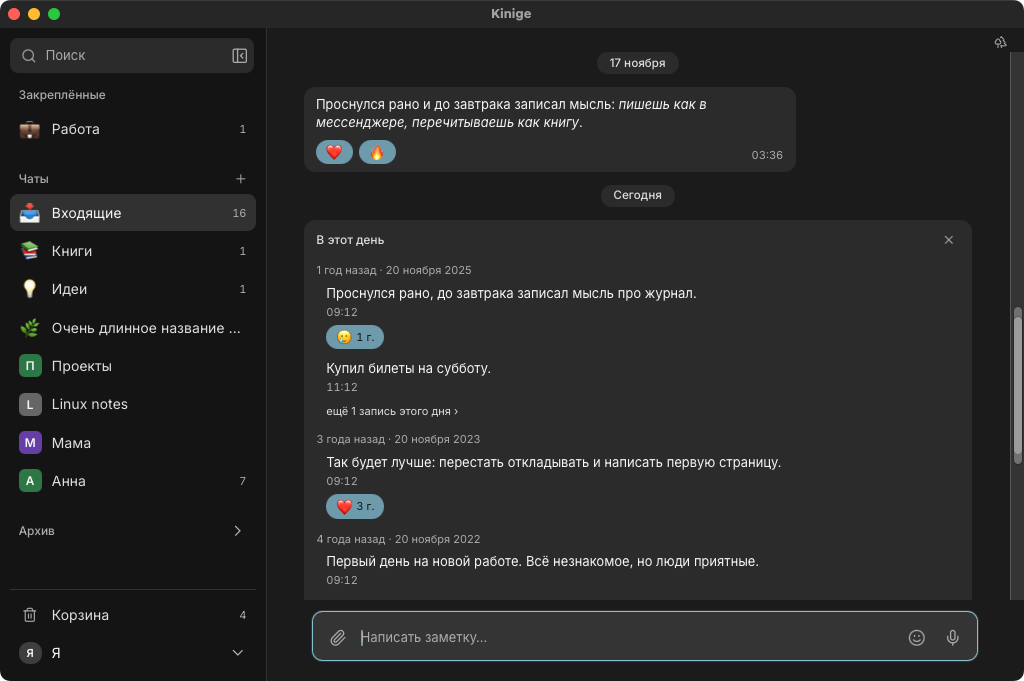 Kinige
Поиск
Закреплённые
Работа 1
Чаты +
Входящие 16
Книги 1
Идеи 1
Очень длинное название ...
П Проекты
L Linux notes
М Мама
А Анна 7
Архив
Корзина 4
Я Я
17 ноября
Проснулся рано и до завтрака записал мысль: пишешь как в
мессенджере, перечитываешь как книгу.
03:36
Сегодня
В этот день
1 год назад · 20 ноября 2025
Проснулся рано, до завтрака записал мысль про журнал.
09:12
1 г.
Купил билеты на субботу.
11:12
ещё 1 запись этого дня ›
3 года назад · 20 ноября 2023
Так будет лучше: перестать откладывать и написать первую страницу.
09:12
3 г.
4 года назад · 20 ноября 2022
Первый день на новой работе. Всё незнакомое, но люди приятные.
09:12
Написать заметку...